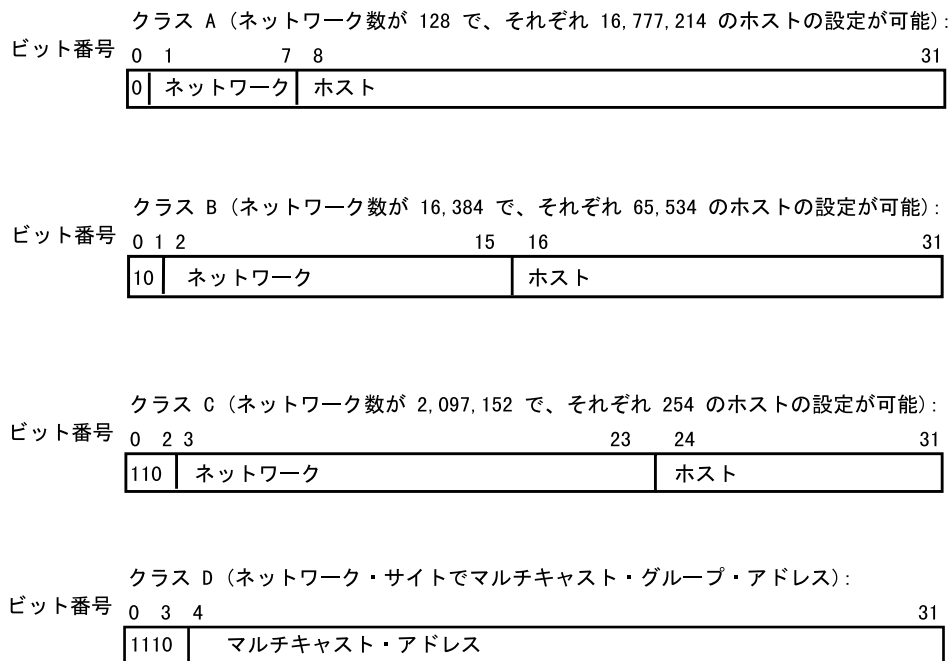 クラス A (ネットワーク数が 128 で、それぞれ 16,777,214 のホストの設定が可能):
ビット番号 0 1 7 8 31
0 ネットワーク ホスト
クラス B (ネットワーク数が 16,384 で、それぞれ 65,534 のホストの設定が可能):
ビット番号 0 1 2 15 16 31
10 ネットワーク ホスト
クラス C (ネットワーク数が 2,097,152 で、それぞれ 254 のホストの設定が可能):
ビット番号 0 2 3 23 24 31
110 ネットワーク ホスト
クラス D (ネットワーク・サイトでマルチキャスト・グループ・アドレス):
ビット番号 0 3 4 31
1110 マルチキャスト・アドレス